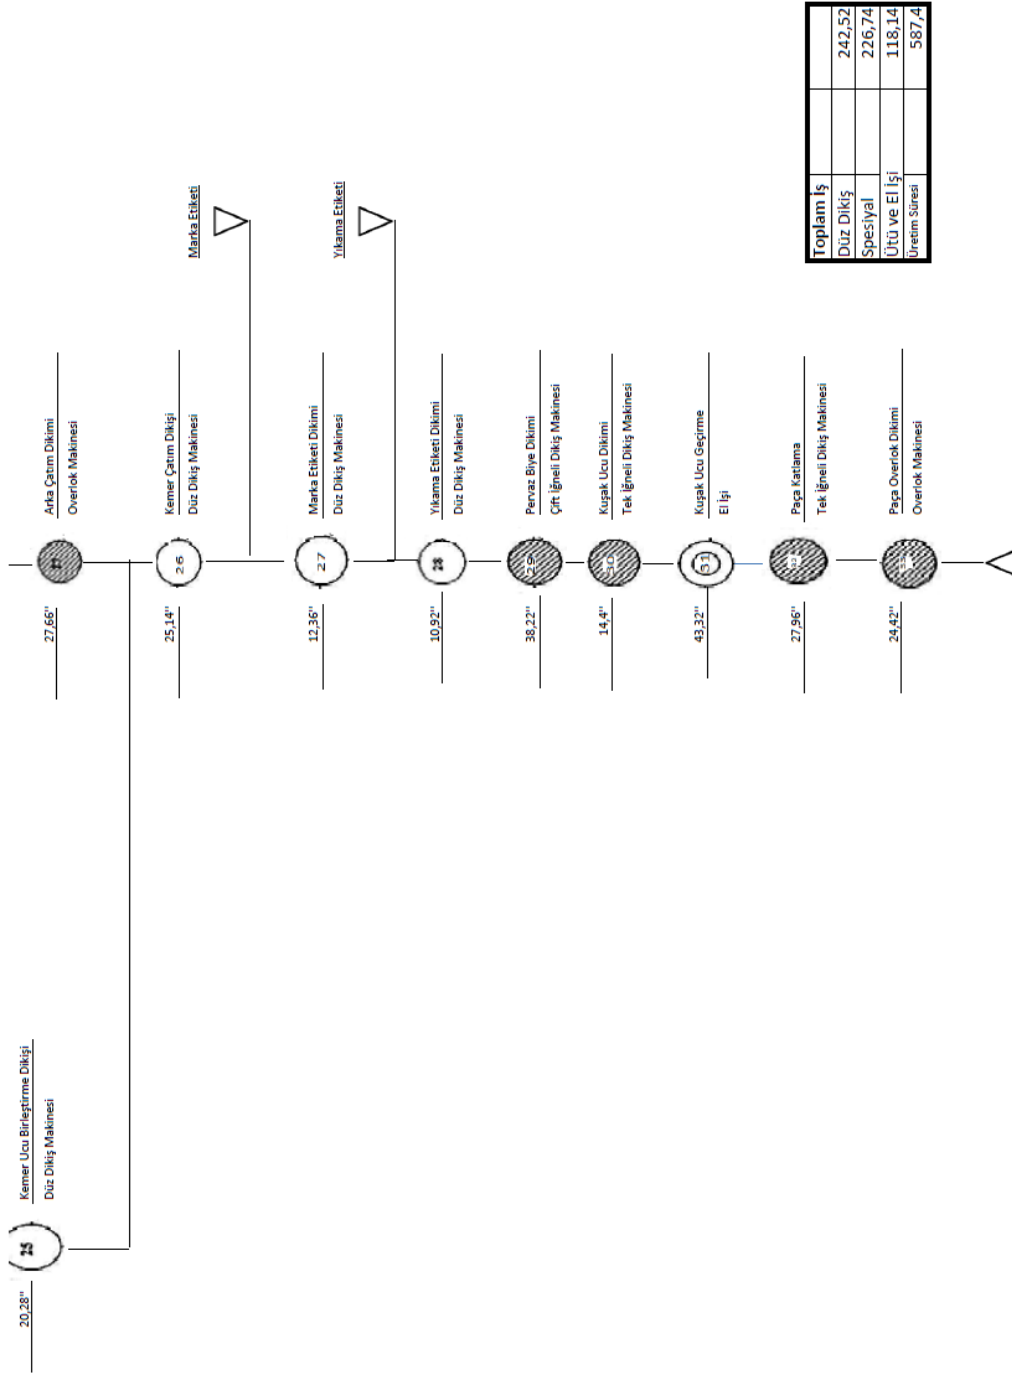 20,28''
25
Kemer Ucu Birleştirme Dikişi
Düz Dikiş Makinesi
27,66''
Arka Çatım Dikimi
Overlok Makinesi
25,14''
26
Kemer Çatım Dikişi
Düz Dikiş Makinesi
Marka Etiketi
12,36''
27
Marka Etiketi Dikimi
Düz Dikiş Makinesi
Yıkama Etiketi
10,92''
28
Yıkama Etiketi Dikimi
Düz Dikiş Makinesi
38,22''
29
Pervaz Biye Dikimi
Çift İğneli Dikiş Makinesi
14,4''
30
Kuşak Ucu Dikimi
Tek İğneli Dikiş Makinesi
43,32''
31
Kuşak Ucu Geçirme
El İşi
27,96''
Paça Katlama
Tek İğneli Dikiş Makinesi
24,42''
Paça Overlok Dikimi
Overlok Makinesi
Toplam İş
Düz Dikiş 242,52
Spesiyal 226,74
Ütü ve El İşi 118,14
Üretim Süresi 587,4